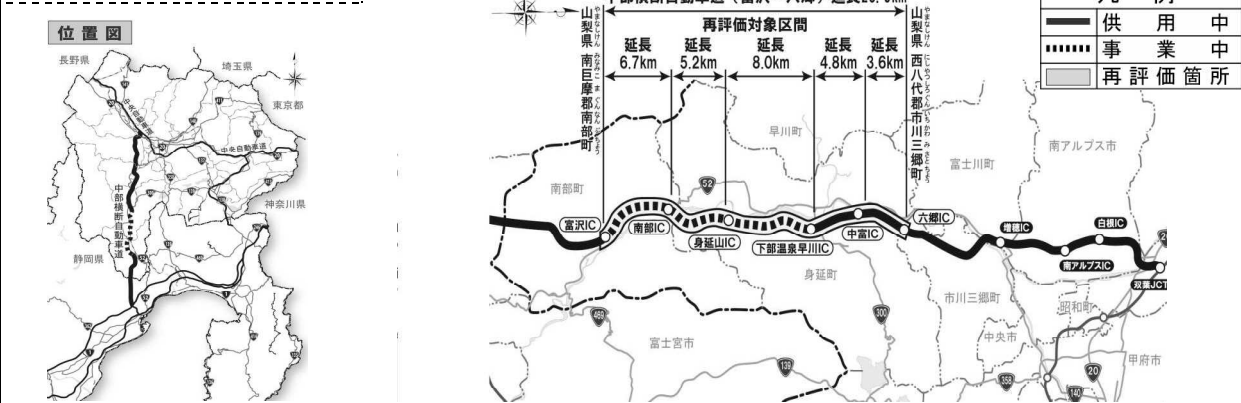 位置図
長野県
埼玉県
東京都
中央自動車道
中央自動車道
中部横断自動車道
神奈川県
静岡県
再評価対象区間
延長
6.7km
延長
5.2km
延長
8.0km
延長
4.8km
延長
3.6km
山梨県 南巨摩郡南部町
やまなしけん みなみこまぐんなんぶちょう
山梨県 西八代郡市川三郷町
やまなしけん にしやつしろぐんいちかわみさとちょう
凡例
供用中
事業中
再評価箇所
早川町
富士川町
南アルプス市
南部町
52
富沢IC
南部IC
身延山IC
下部温泉早川IC
中富IC
六郷IC
増穂IC
南アルプスIC
白根IC
双葉JCT
身延町
市川三郷町
昭和町
中央市
甲府市
富士宮市
469
300
139
358
20
140